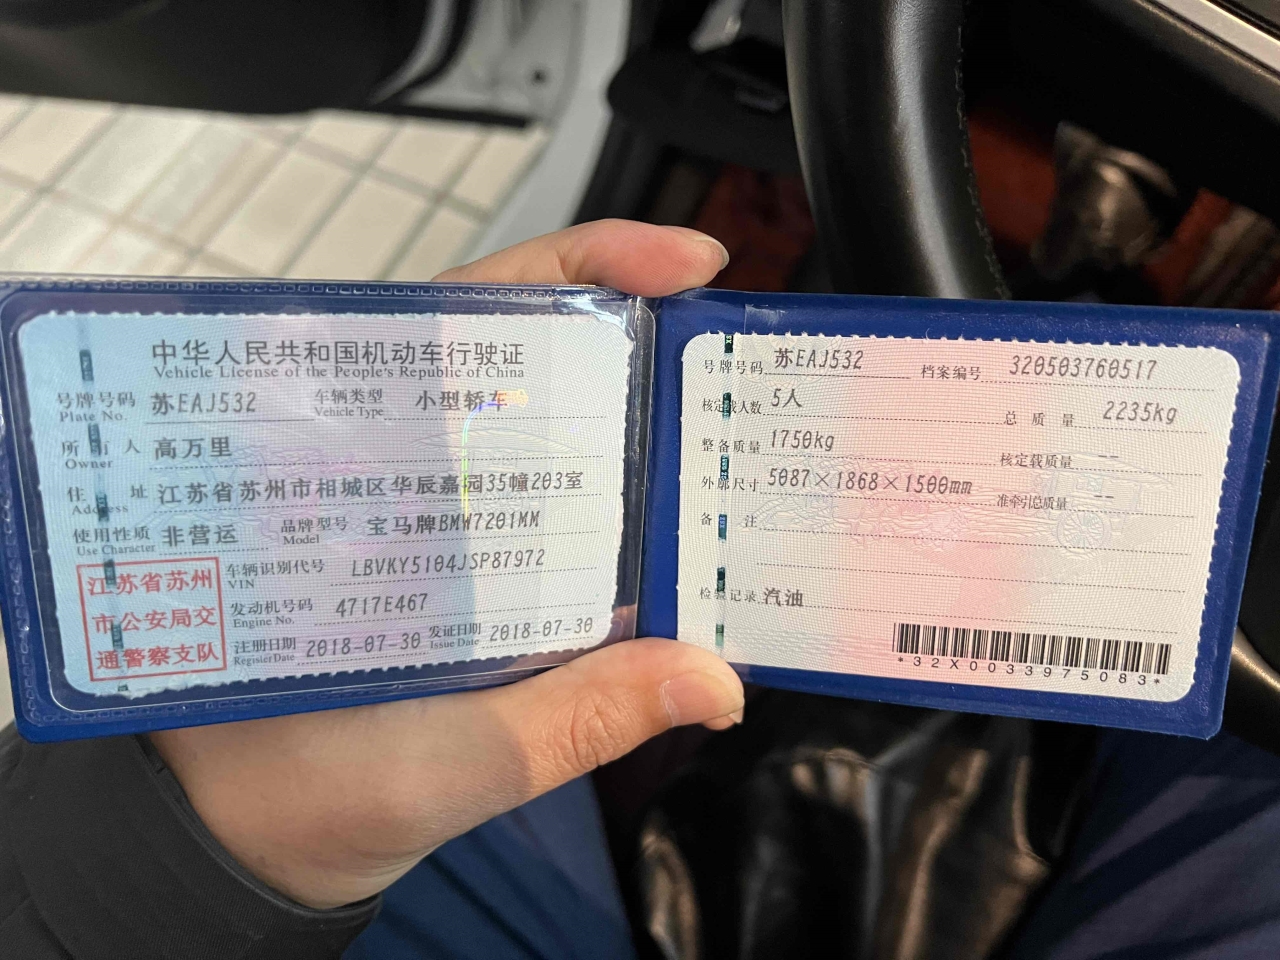 中华人民共和国机动车行驶证
Vehicle License of the People's Republic of China
号牌号码 苏EAJ532 车辆类型 小型轿车
Plate No. Vehicle Type
所有人 高万里
Owner
住址 江苏省苏州市相城区华辰嘉园35幢203室
Address
使用性质 非营运 品牌型号 宝马牌BMW7201MM
Use Character Model
江苏省苏州
市公安局交
通警察支队
车辆识别代号 LBVKY5104JSP87972
VIN
发动机号码 4717E467
Engine No.
注册日期 2018-07-30 发证日期 2018-07-30
Register Date Issue Date
号牌号码 苏EAJ532 档案编号 320503760517
核定载人数 5人 总质量 2235kg
整备质量 1750kg 核定载质量 --
外廓尺寸 5087×1868×1500mm 准牵引总质量 --
备注
检验记录 汽油
*32X0033975083*